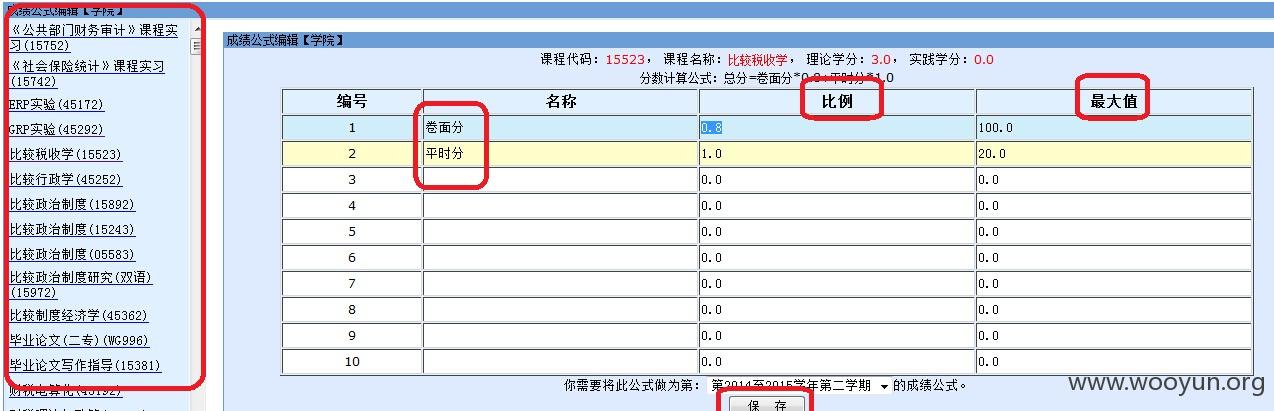 成绩公式编辑【学院】
《公共部门财务审计》课程实
习(15752)
《社会保险统计》课程实习
(15742)
ERP实验(45172)
GRP实验(45292)
比较税收学(15523)
比较行政学(45252)
比较政治制度(15892)
比较政治制度(15243)
比较政治制度(05583)
比较政治制度研究(双语)
(15972)
比较制度经济学(45362)
毕业论文(二专)(WG996)
毕业论文写作指导(15381)
财税电算化(45192)
成绩公式编辑【学院】
课程代码：15523， 课程名称：比较税收学， 理论学分：3.0， 实践学分：0.0
分数计算公式：总分=卷面分*0.8+平时分*1.0
编号 名称 比例 最大值
1 卷面分 0.8 100.0
2 平时分 1.0 20.0
3 0.0 0.0
4 0.0 0.0
5 0.0 0.0
6 0.0 0.0
7 0.0 0.0
8 0.0 0.0
9 0.0 0.0
10 0.0 0.0
你需要将此公式做为第： 第2014至2015学年第二学期 的成绩公式。
保 存
www.wooyun.org